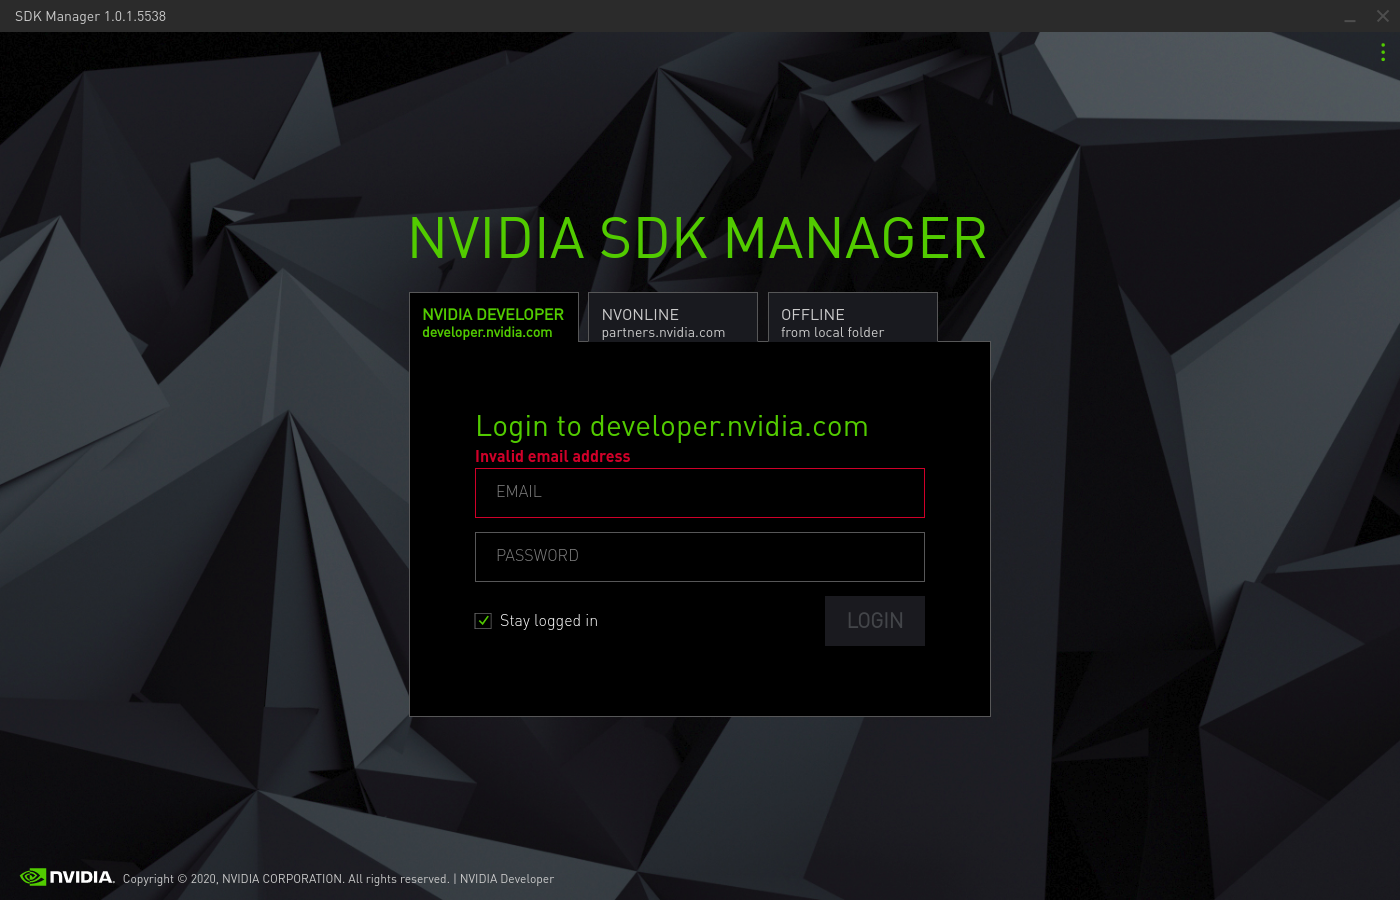 SDK Manager 1.0.1.5538
NVIDIA SDK MANAGER
NVIDIA DEVELOPER
developer.nvidia.com
NVONLINE
partners.nvidia.com
OFFLINE
from local folder
Login to developer.nvidia.com
Invalid email address
EMAIL
PASSWORD
Stay logged in
LOGIN
NVIDIA. Copyright © 2020, NVIDIA CORPORATION. All rights reserved. | NVIDIA Developer